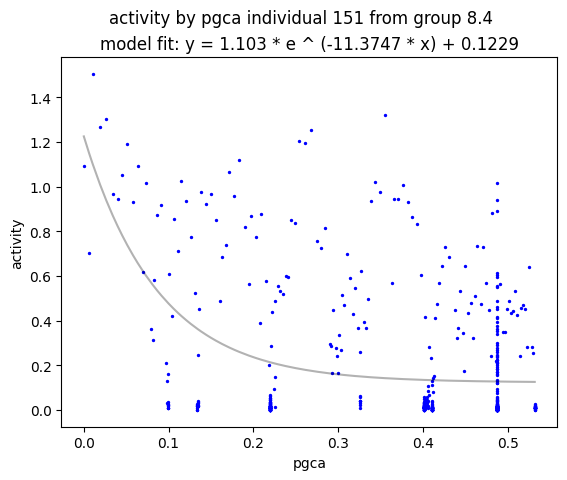 activity by pgca individual 151 from group 8.4
model fit: y = 1.103 * e ^ (-11.3747 * x) + 0.1229
activity
1.4
1.2
1.0
0.8
0.6
0.4
0.2
0.0
0.0 0.1 0.2 0.3 0.4 0.5
pgca